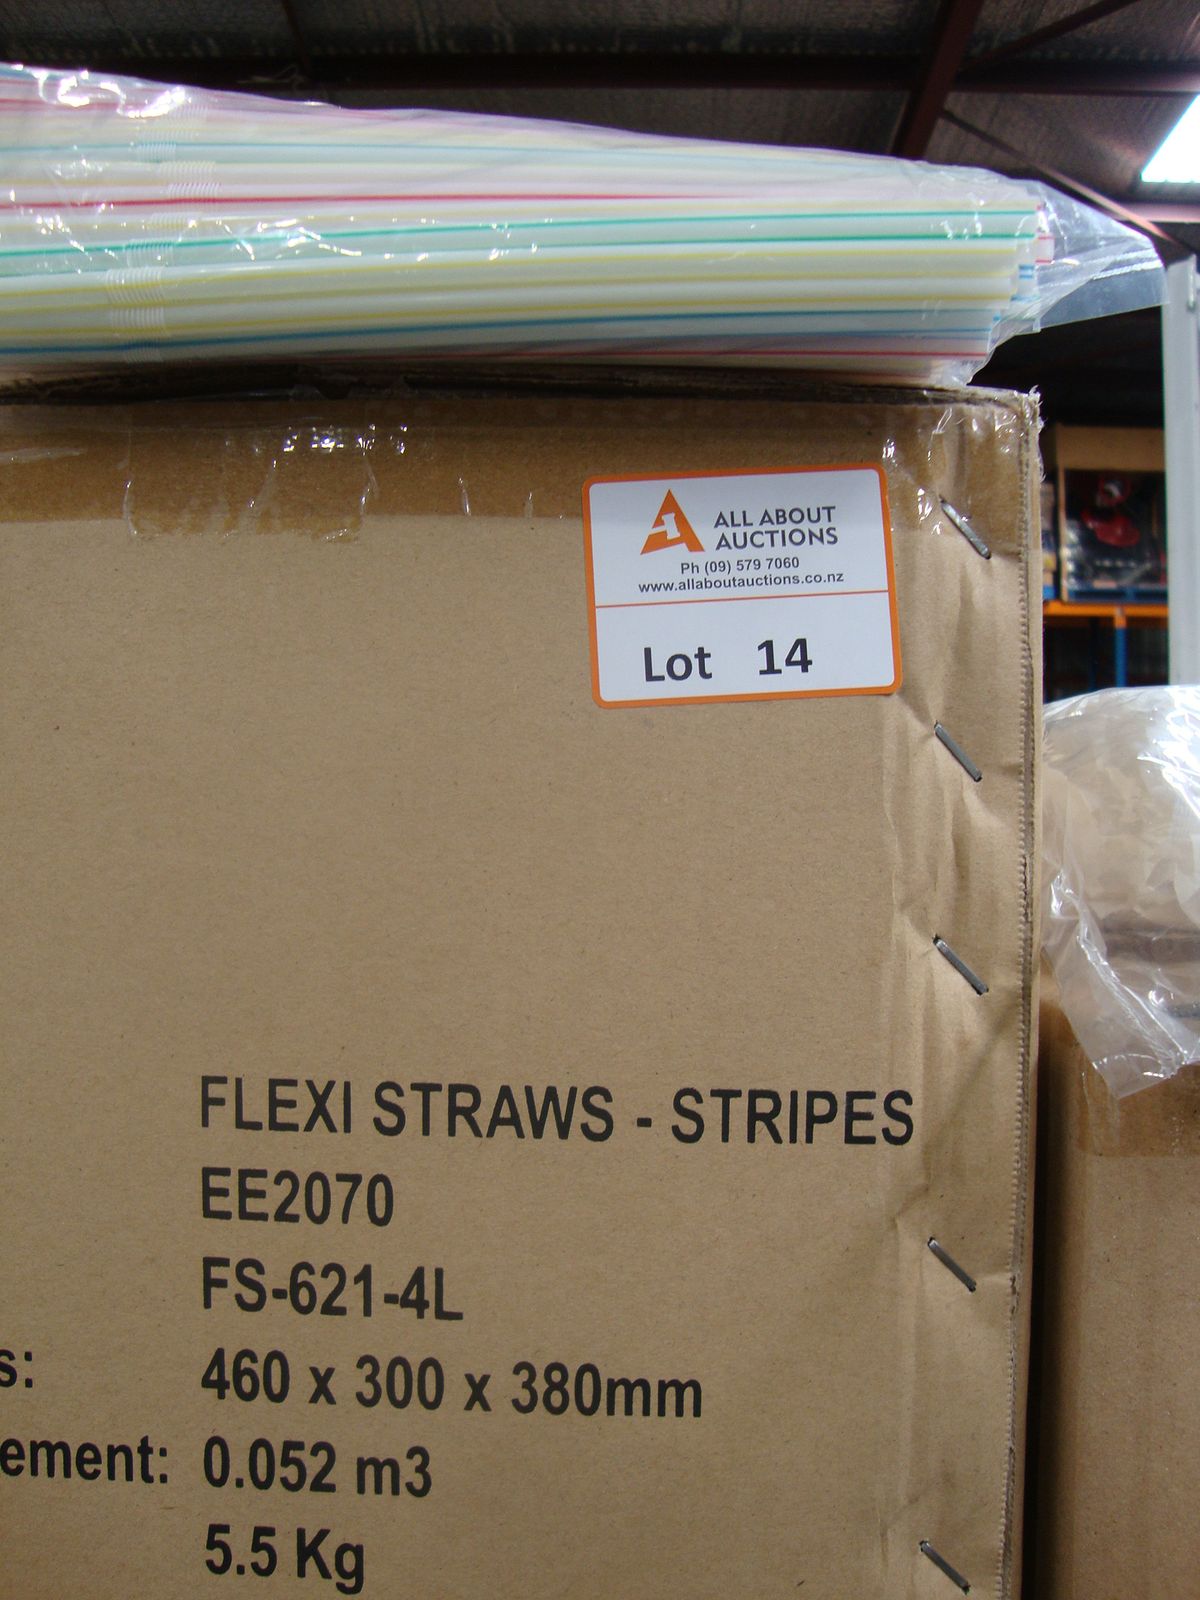 ALL ABOUT
AUCTIONS
Ph (09) 579 7060
www.allaboutauctions.co.nz
Lot 14
FLEXI STRAWS - STRIPES
EE2070
FS-621-4L
s: 460 x 300 x 380mm
ement: 0.052 m3
5.5 Kg